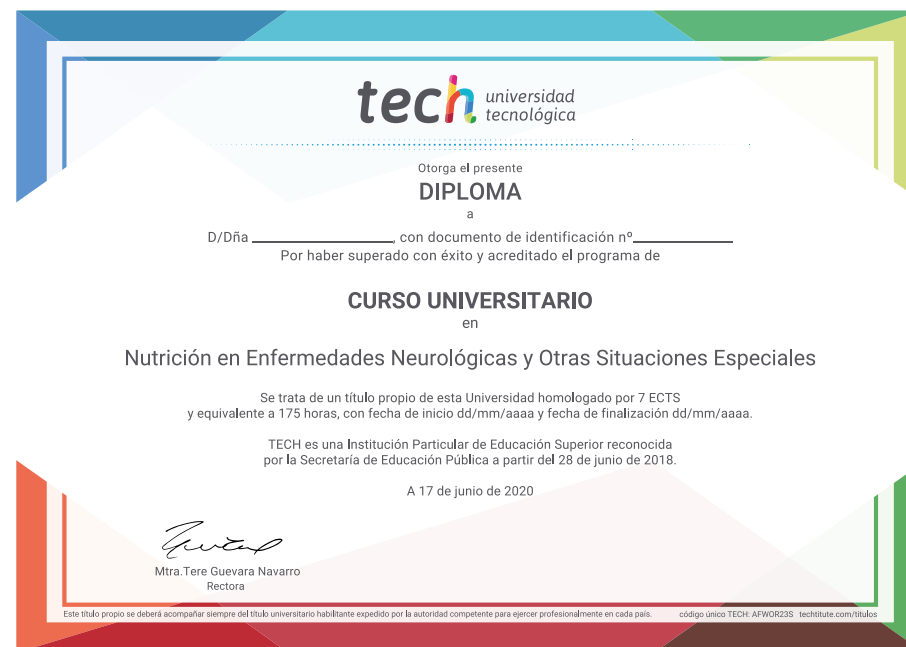 tech universidad
tecnológica
Otorga el presente
DIPLOMA
a
D/Dña ____________________, con documento de identificación nº______________
Por haber superado con éxito y acreditado el programa de
CURSO UNIVERSITARIO
en
Nutrición en Enfermedades Neurológicas y Otras Situaciones Especiales
Se trata de un título propio de esta Universidad homologado por 7 ECTS
y equivalente a 175 horas, con fecha de inicio dd/mm/aaaa y fecha de finalización dd/mm/aaaa.
TECH es una Institución Particular de Educación Superior reconocida
por la Secretaría de Educación Pública a partir del 28 de junio de 2018.
A 17 de junio de 2020
Mtra.Tere Guevara Navarro
Rectora
Este título propio se deberá acompañar siempre del título universitario habilitante expedido por la autoridad competente para ejercer profesionalmente en cada país. código único TECH: AFWOR23S techtitute.com/títulos